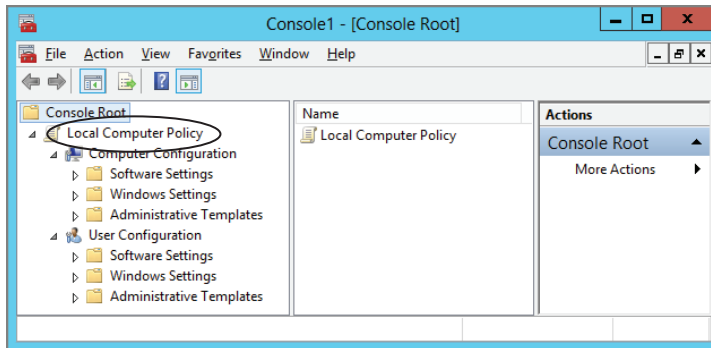 Console1 - [Console Root]
File Action View Favorites Window Help
Console Root
Local Computer Policy
Computer Configuration
Software Settings
Windows Settings
Administrative Templates
User Configuration
Software Settings
Windows Settings
Administrative Templates
Name
Local Computer Policy
Actions
Console Root
More Actions